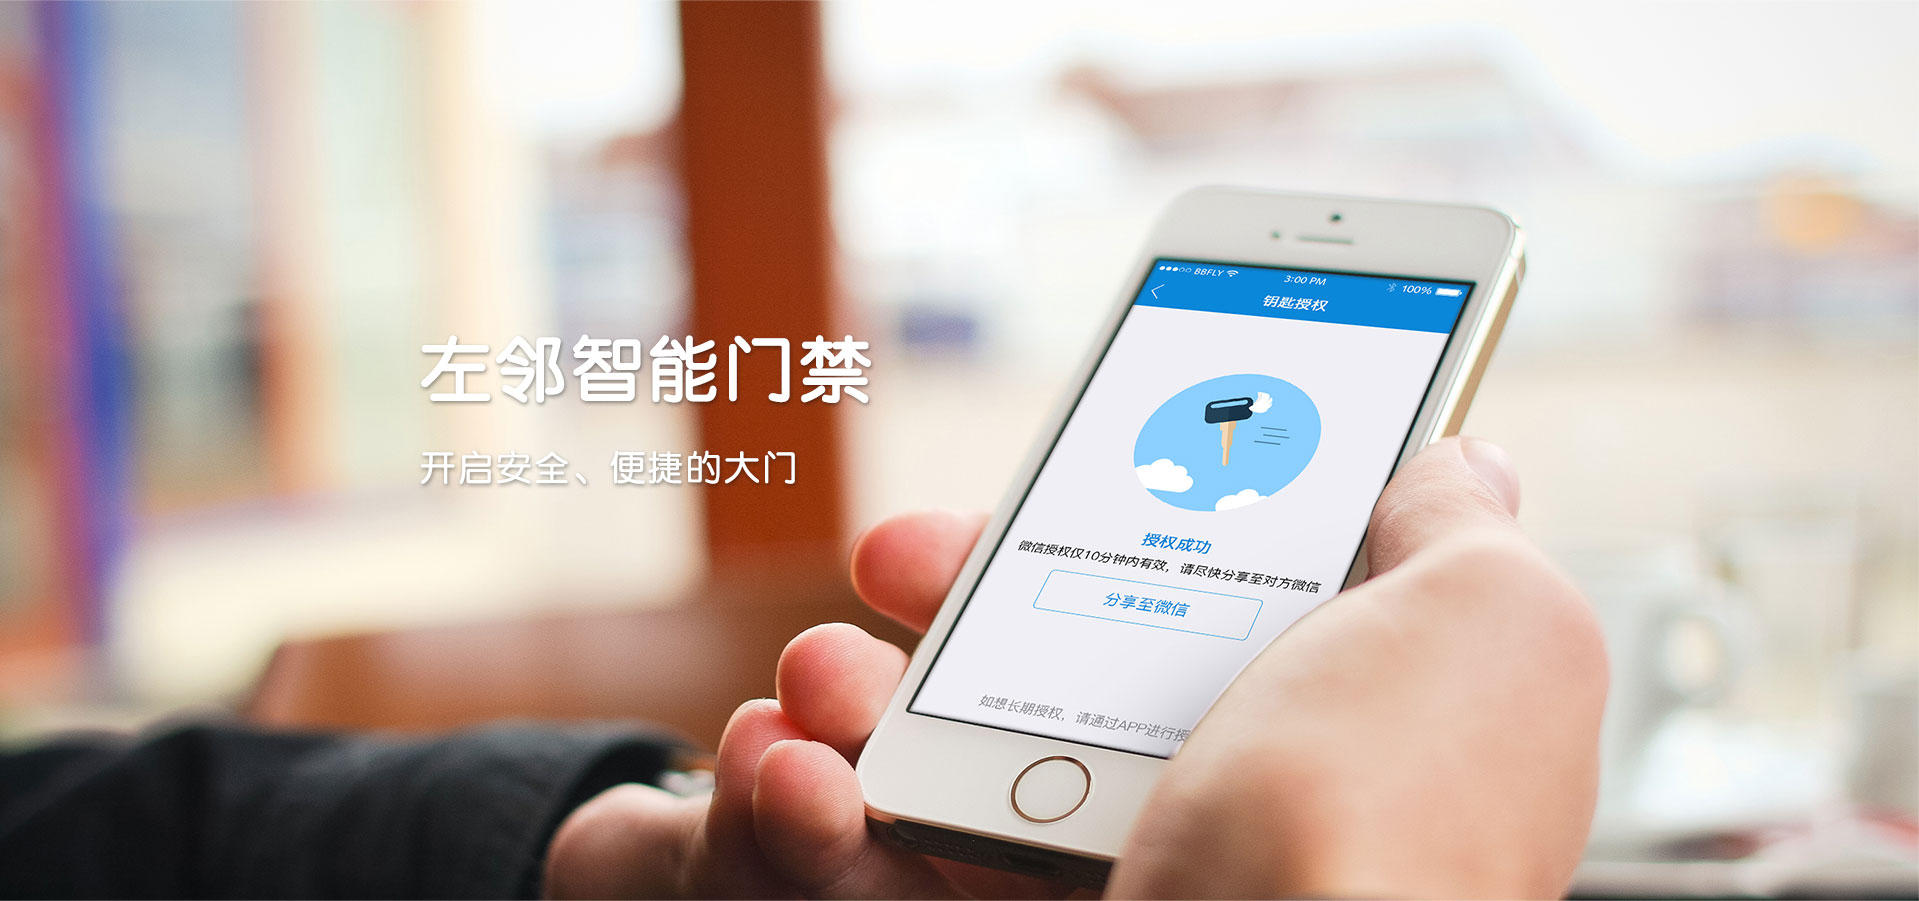 左邻智能门禁
开启安全、便捷的大门
BBFLY 3:00 PM 100%
钥匙授权
授权成功
微信授权仅10分钟内有效，请尽快分享至对方微信
分享至微信
如想长期授权，请通过APP进行授